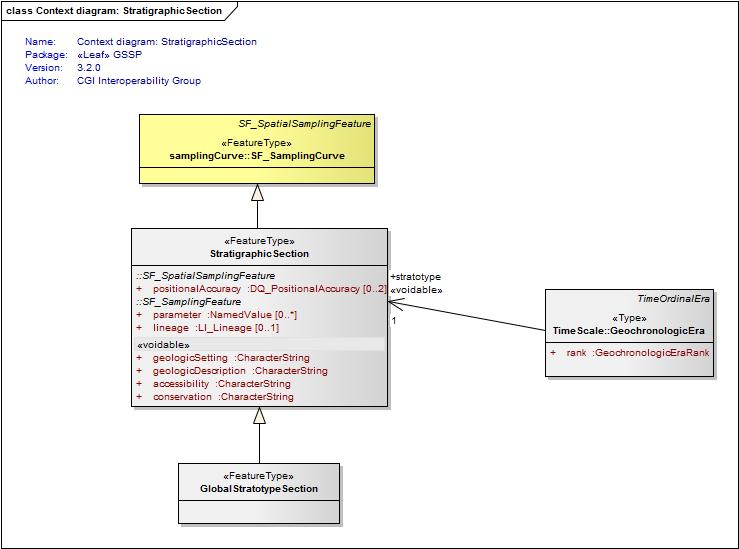 class Context diagram: StratigraphicSection
Name: Context diagram: StratigraphicSection
Package: «Leaf» GSSP
Version: 3.2.0
Author: CGI Interoperability Group
SF_SpatialSamplingFeature
«FeatureType»
samplingCurve::SF_SamplingCurve
«FeatureType»
StratigraphicSection
::SF_SpatialSamplingFeature
+ positionalAccuracy :DQ_PositionalAccuracy [0..2]
::SF_SamplingFeature
+ parameter :NamedValue [0..*]
+ lineage :LI_Lineage [0..1]
«voidable»
+ geologicSetting :CharacterString
+ geologicDescription :CharacterString
+ accessibility :CharacterString
+ conservation :CharacterString
+stratotype
«voidable»
1
TimeOrdinalEra
«Type»
TimeScale::GeochronologicEra
+ rank :GeochronologicEraRank
«FeatureType»
GlobalStratotypeSection